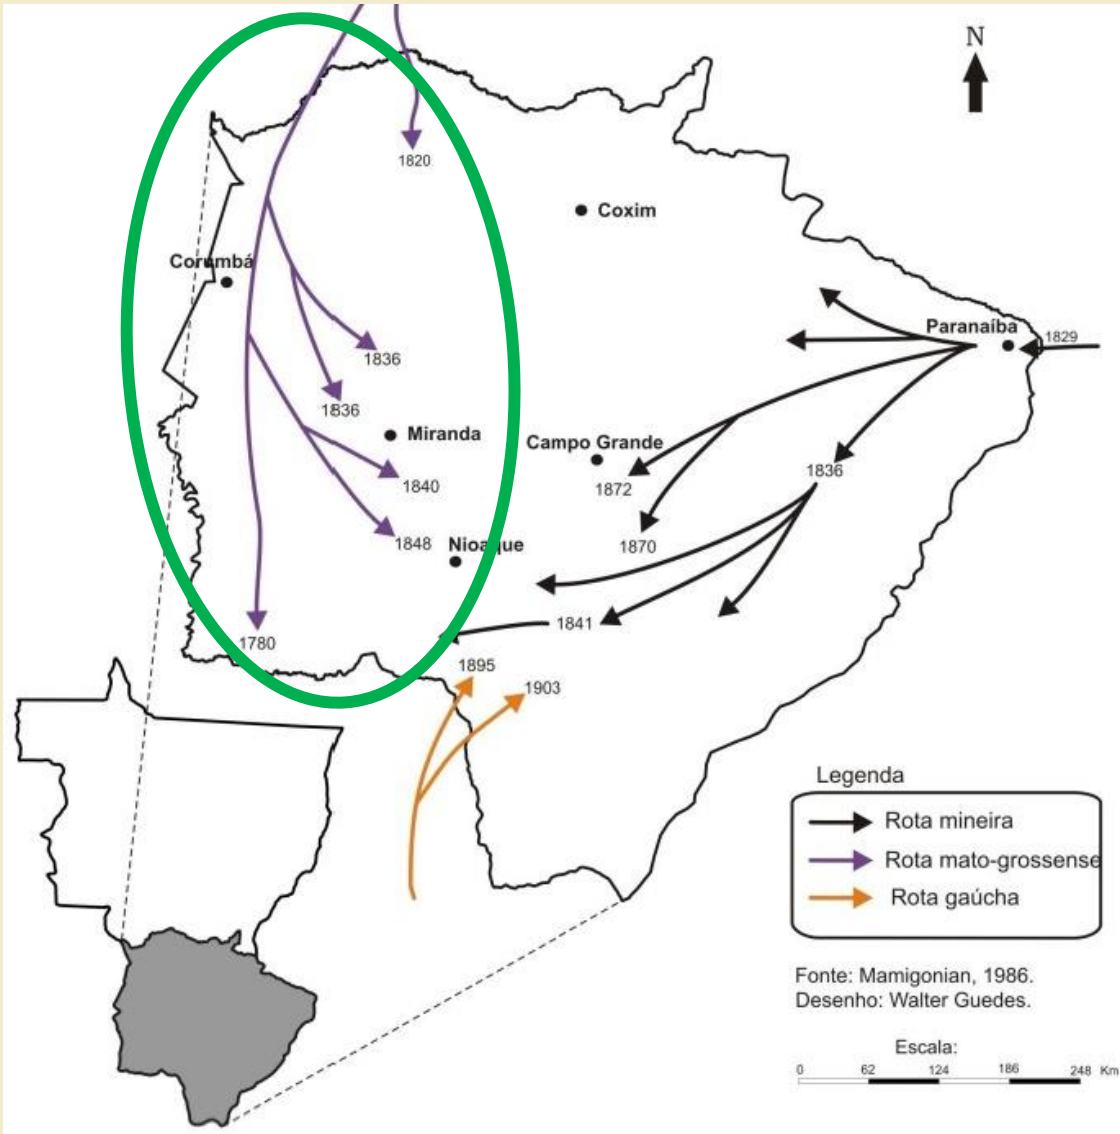 N
1820
Coxim
Corumbá
Paranaíba
1829
1836
1836
Miranda
Campo Grande
1836
1840
1872
1848
Nioaque
1870
1841
1780
1895
1903
Legenda
Rota mineira
Rota mato-grossense
Rota gaúcha
Fonte: Mamigonian, 1986.
Desenho: Walter Guedes.
Escala:
0 62 124 186 248 Km